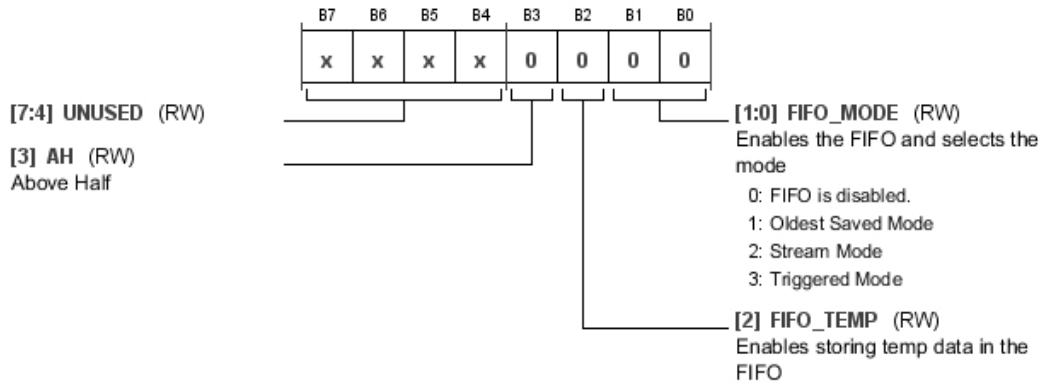 B7 B6 B5 B4 B3 B2 B1 B0
x x x x 0 0 0 0
[7:4] UNUSED (RW)
[3] AH (RW)
Above Half
[1:0] FIFO_MODE (RW)
Enables the FIFO and selects the
mode
0: FIFO is disabled.
1: Oldest Saved Mode
2: Stream Mode
3: Triggered Mode
[2] FIFO_TEMP (RW)
Enables storing temp data in the
FIFO